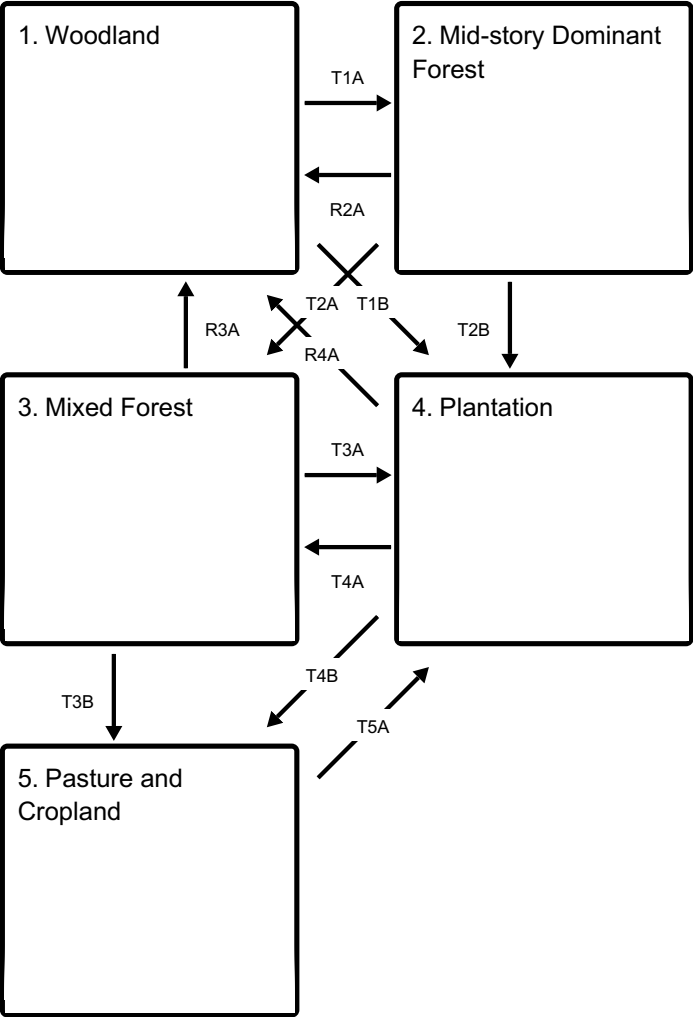 1. Woodland
2. Mid-story Dominant
Forest
T1A
R2A
T2A
T1B
R3A
R4A
T2B
3. Mixed Forest
4. Plantation
T3A
T4A
T4B
T3B
T5A
5. Pasture and
Cropland